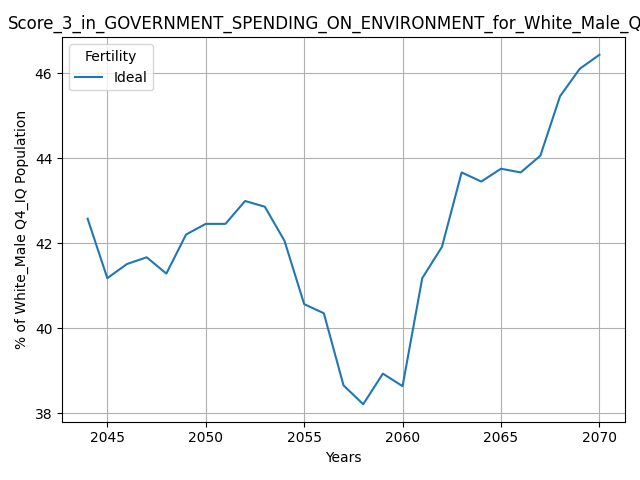 Score_3_in_GOVERNMENT_SPENDING_ON_ENVIRONMENT_for_White_Male_Q
Fertility
Ideal
% of White_Male Q4_IQ Population
46
44
42
40
38
2045 2050 2055 2060 2065 2070
Years